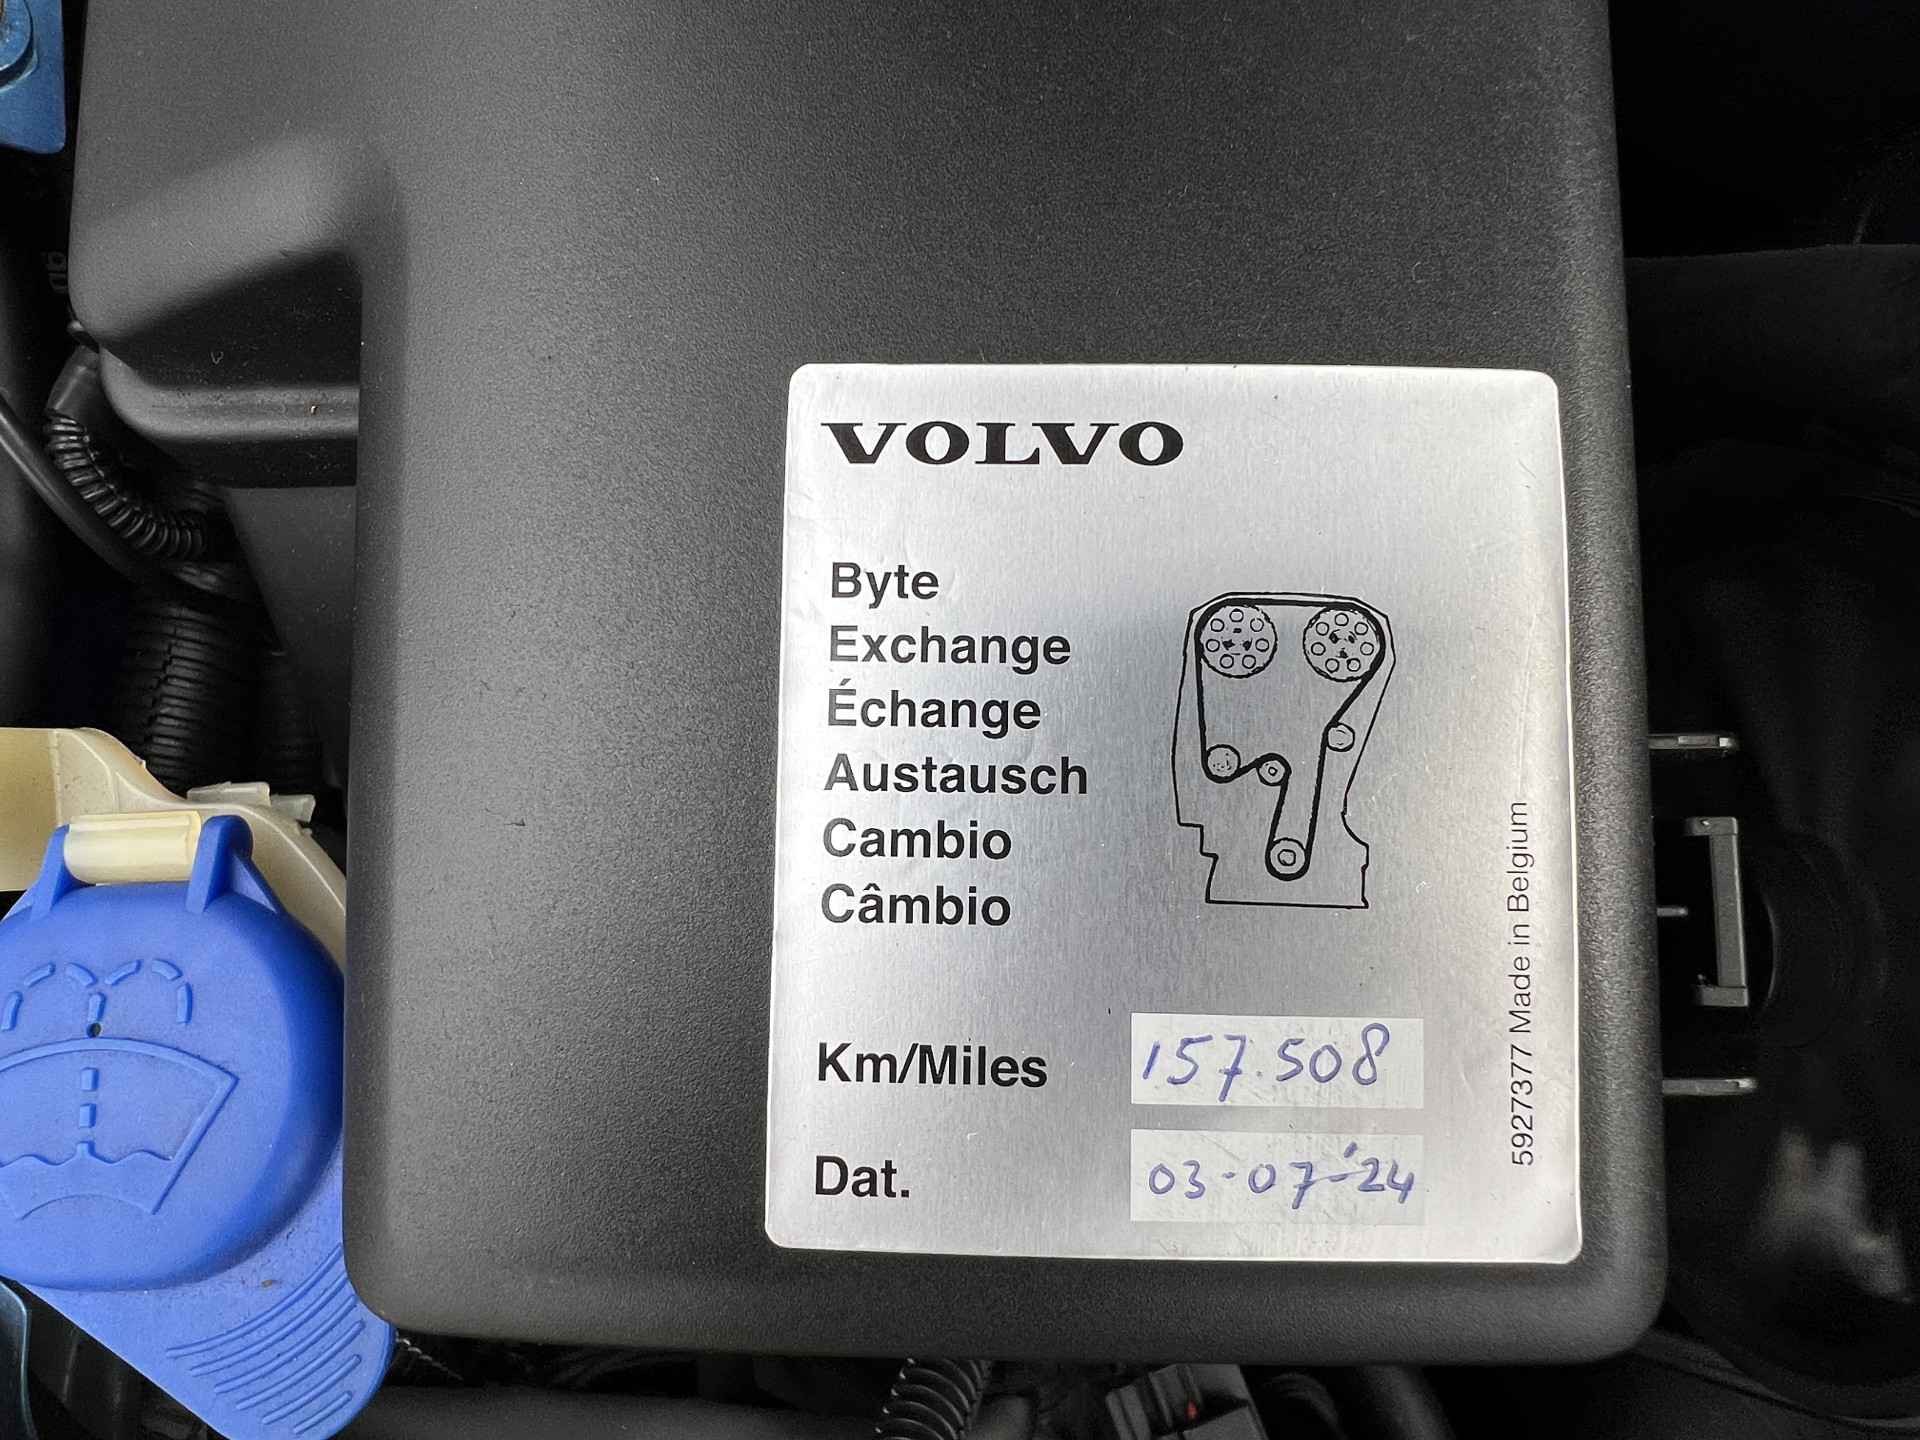 VOLVO
Byte
Exchange
Échange
Austausch
Cambio
Câmbio
Km/Miles 157.508
Dat. 03-07-'24
5927377 Made in Belgium